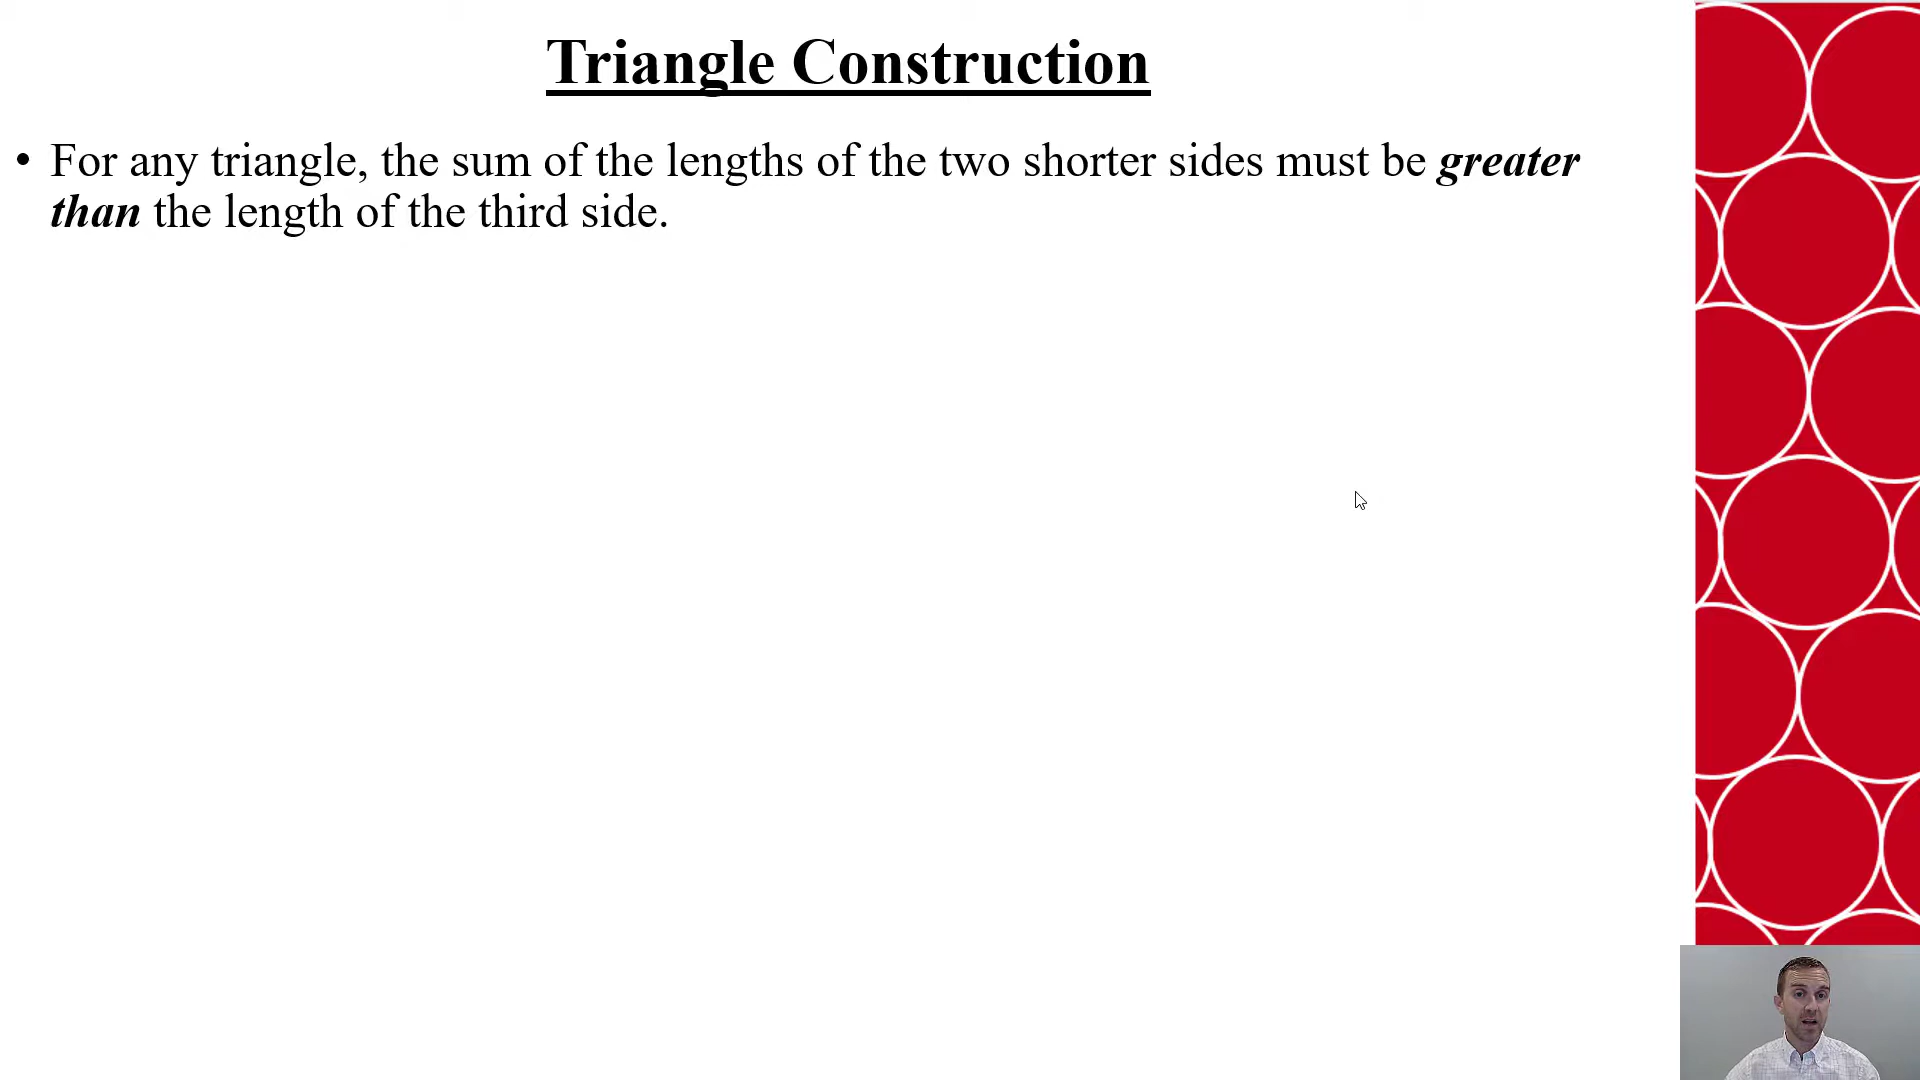 Triangle Construction
• For any triangle, the sum of the lengths of the two shorter sides must be greater
than the length of the third side.